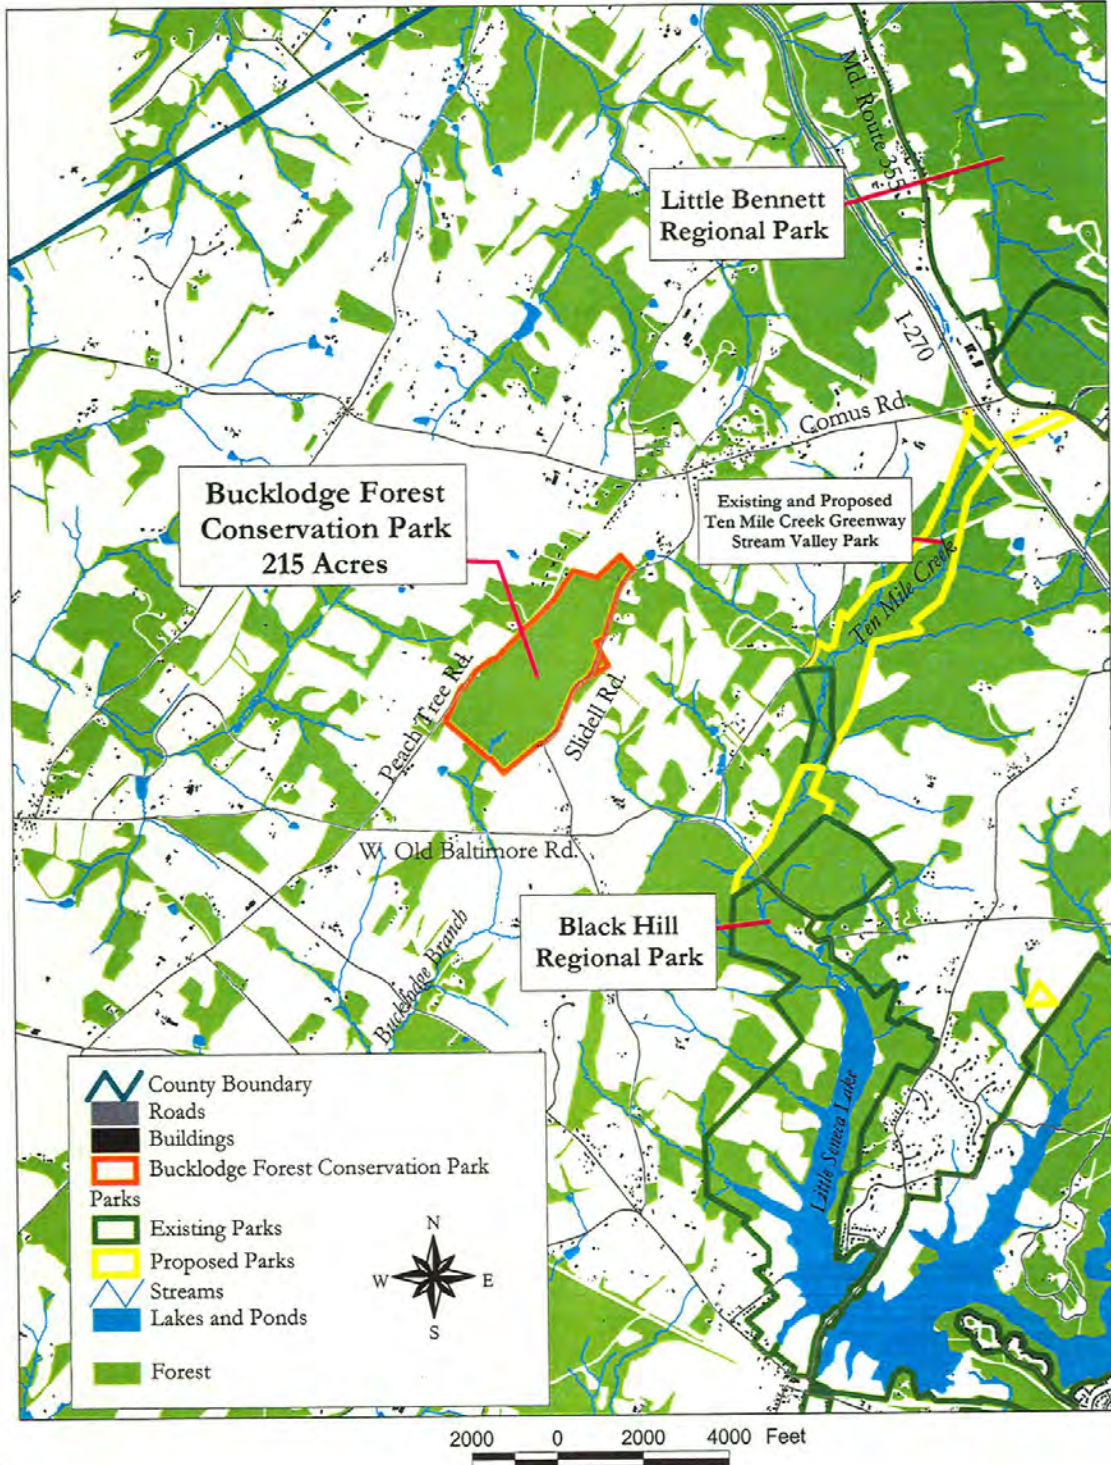 Md. Route 355
Little Bennett
Regional Park
I-270
Comus Rd.
Bucklodge Forest
Conservation Park
215 Acres
Existing and Proposed
Ten Mile Creek Greenway
Stream Valley Park
Ten Mile Creek
Peach Tree Rd.
Slidell Rd.
W. Old Baltimore Rd.
Black Hill
Regional Park
Bucklodge Branch
Little Seneca Lake
County Boundary
Roads
Buildings
Bucklodge Forest Conservation Park
Parks
Existing Parks
Proposed Parks
Streams
Lakes and Ponds
Forest
N
W E
S
2000 0 2000 4000 Feet